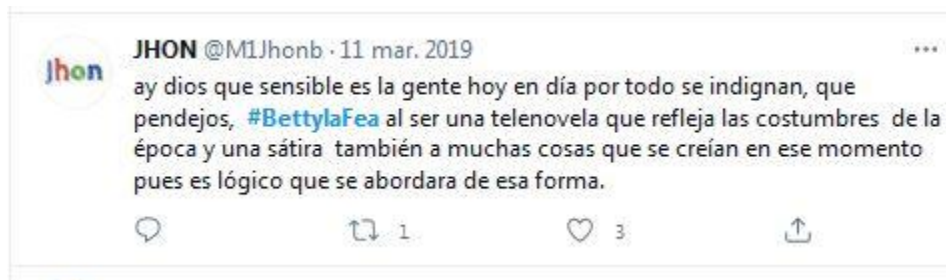 Jhon
JHON @M1Jhonb · 11 mar. 2019
ay dios que sensible es la gente hoy en día por todo se indignan, que
pendejos, #BettylaFea al ser una telenovela que refleja las costumbres de la
época y una sátira también a muchas cosas que se creían en ese momento
pues es lógico que se abordara de esa forma.
1 3